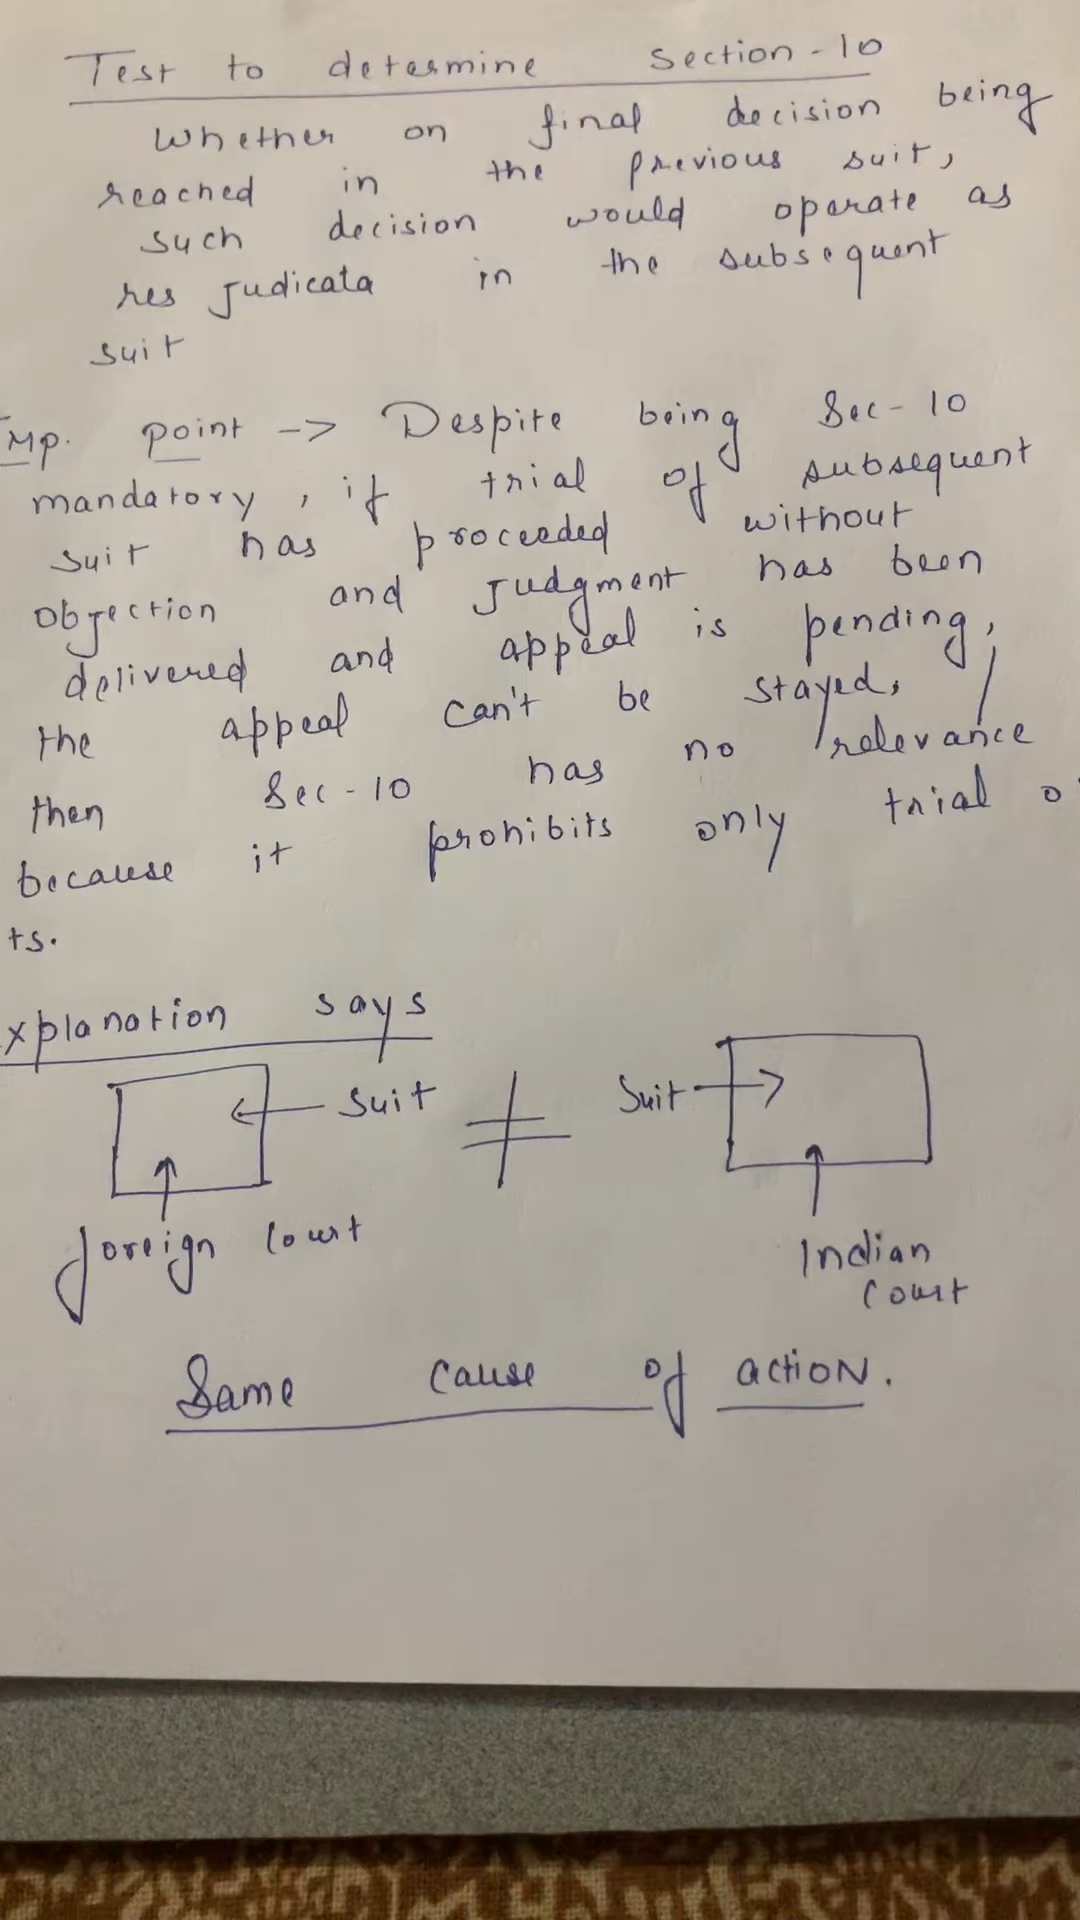 Test to determine Section-10
Whether on final decision being
reached in the previous suit,
such decision would operate as
res judicata in the subsequent
suit
Imp. point -> Despite being Sec-10
mandatory, if trial of subsequent
suit has proceeded without
objection and judgment has been
delivered and appeal is pending,
the appeal can't be stayed,
then Sec-10 has no relevance
because it prohibits only trial o
ts.
xplanation says
suit ≠ Suit
foreign Court
Indian
Court
Same cause of action.